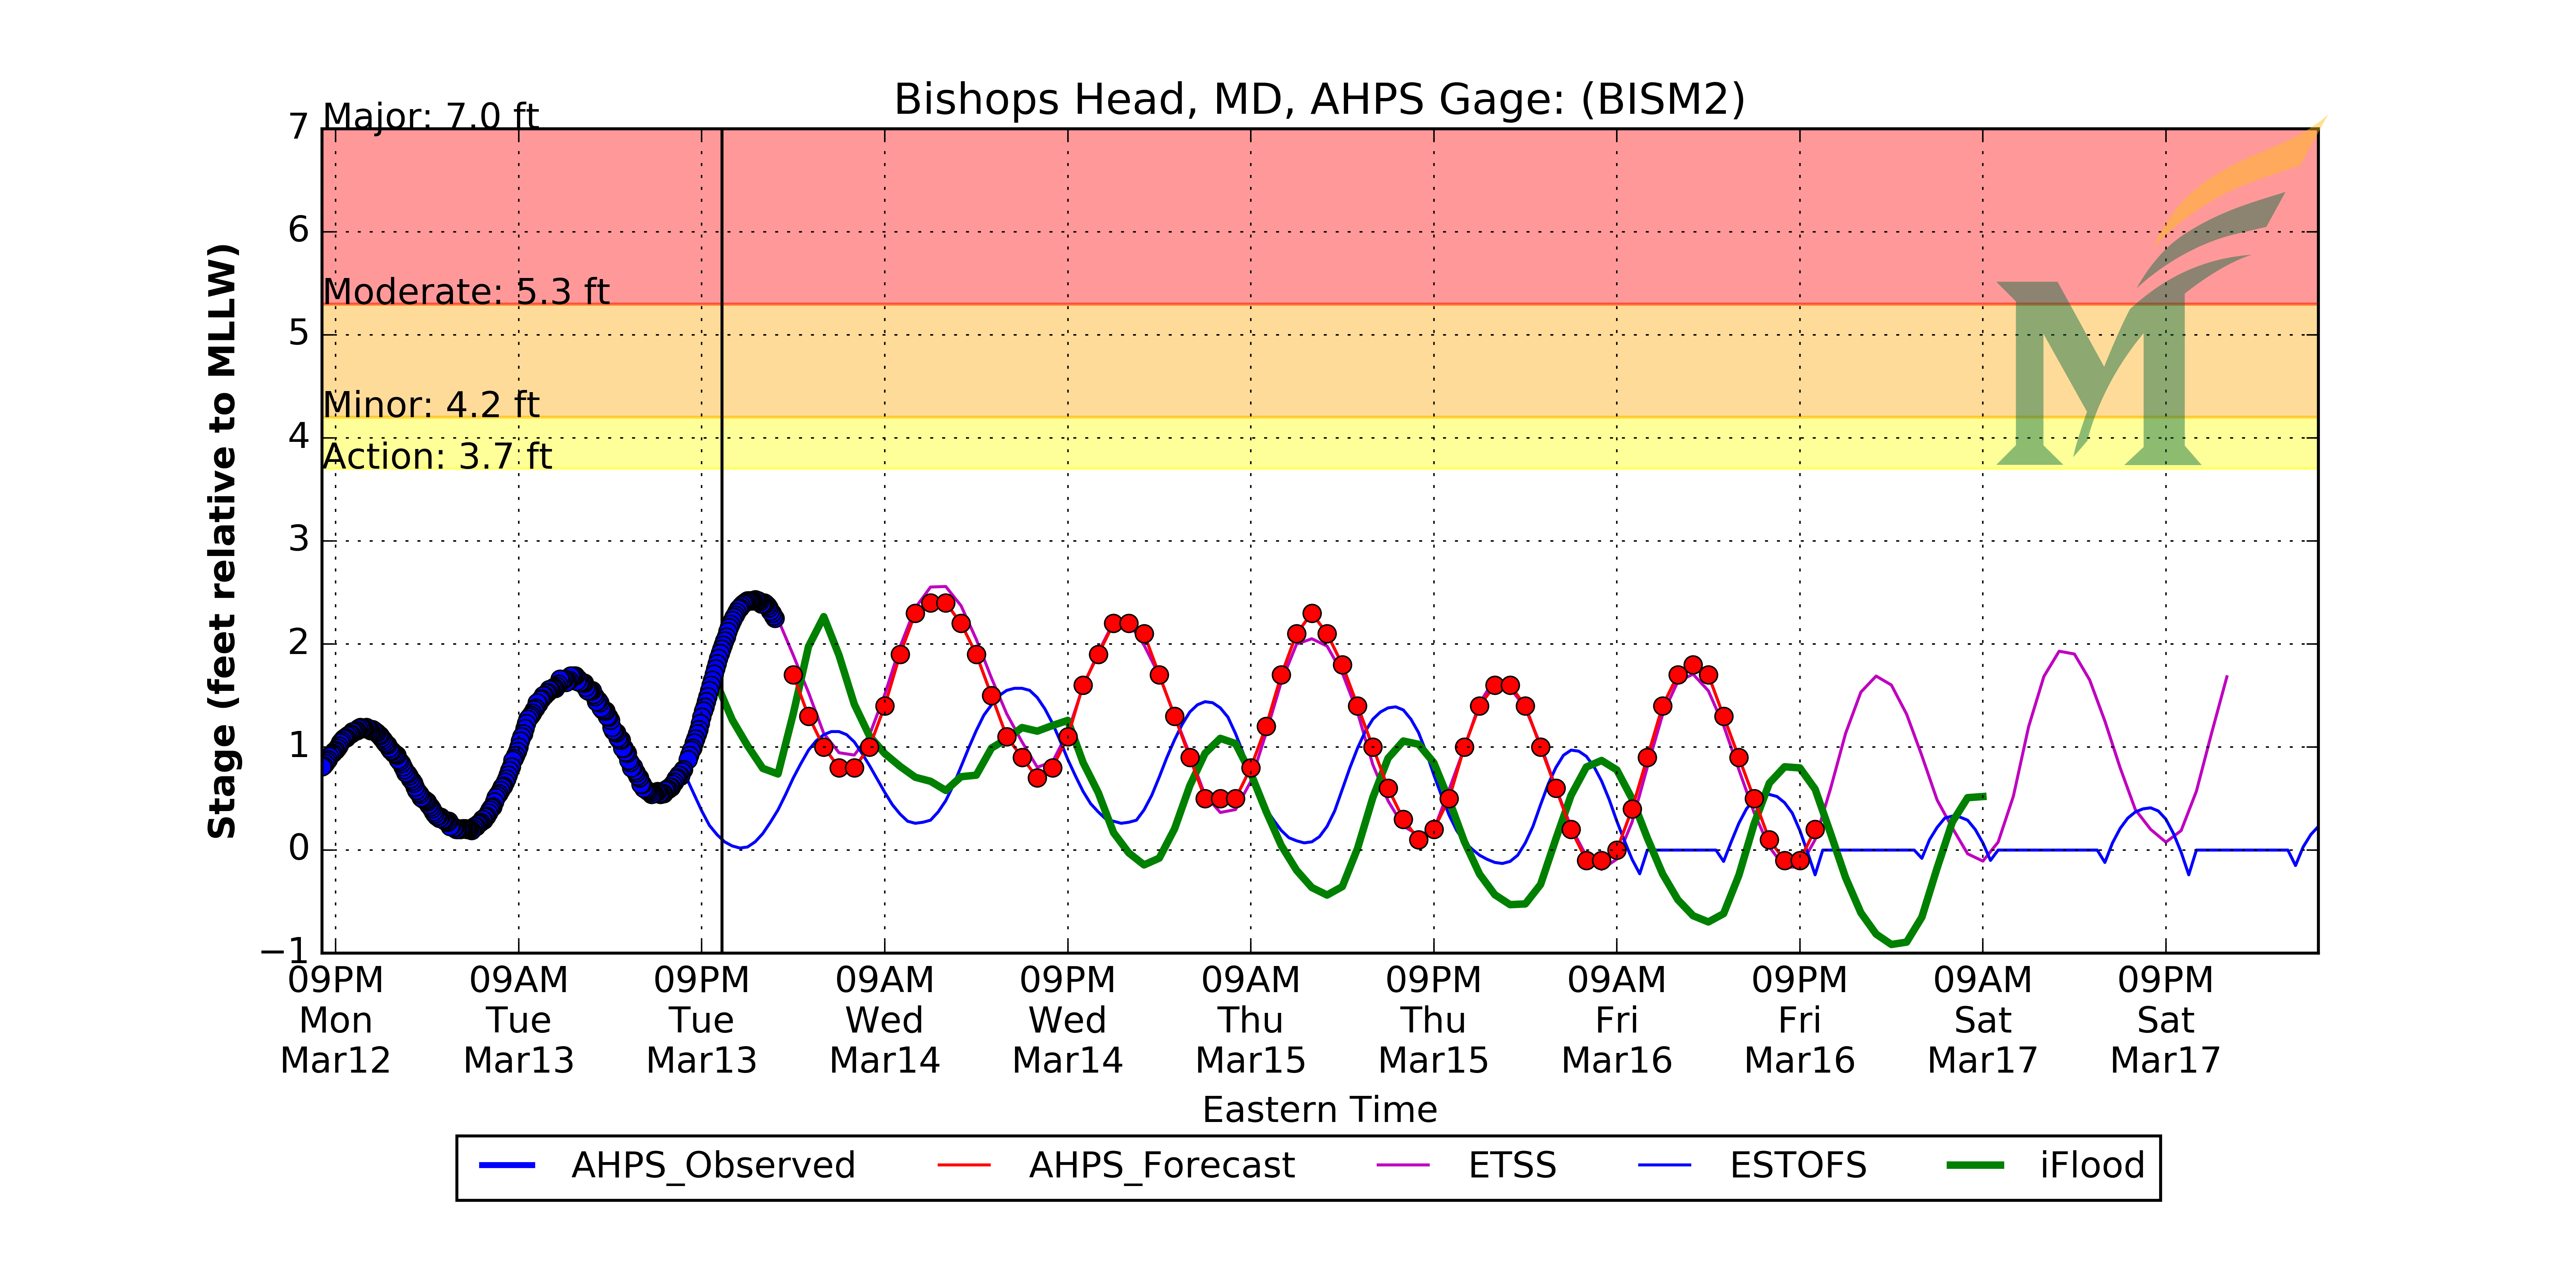 Bishops Head, MD, AHPS Gage: (BISM2)
Major: 7.0 ft
Moderate: 5.3 ft
Minor: 4.2 ft
Action: 3.7 ft
Stage (feet relative to MLLW)
7
6
5
4
3
2
1
0
−1
09PM
Mon
Mar12
09AM
Tue
Mar13
09PM
Tue
Mar13
09AM
Wed
Mar14
09PM
Wed
Mar14
09AM
Thu
Mar15
09PM
Thu
Mar15
09AM
Fri
Mar16
09PM
Fri
Mar16
09AM
Sat
Mar17
09PM
Sat
Mar17
Eastern Time
AHPS_Observed
AHPS_Forecast
ETSS
ESTOFS
iFlood